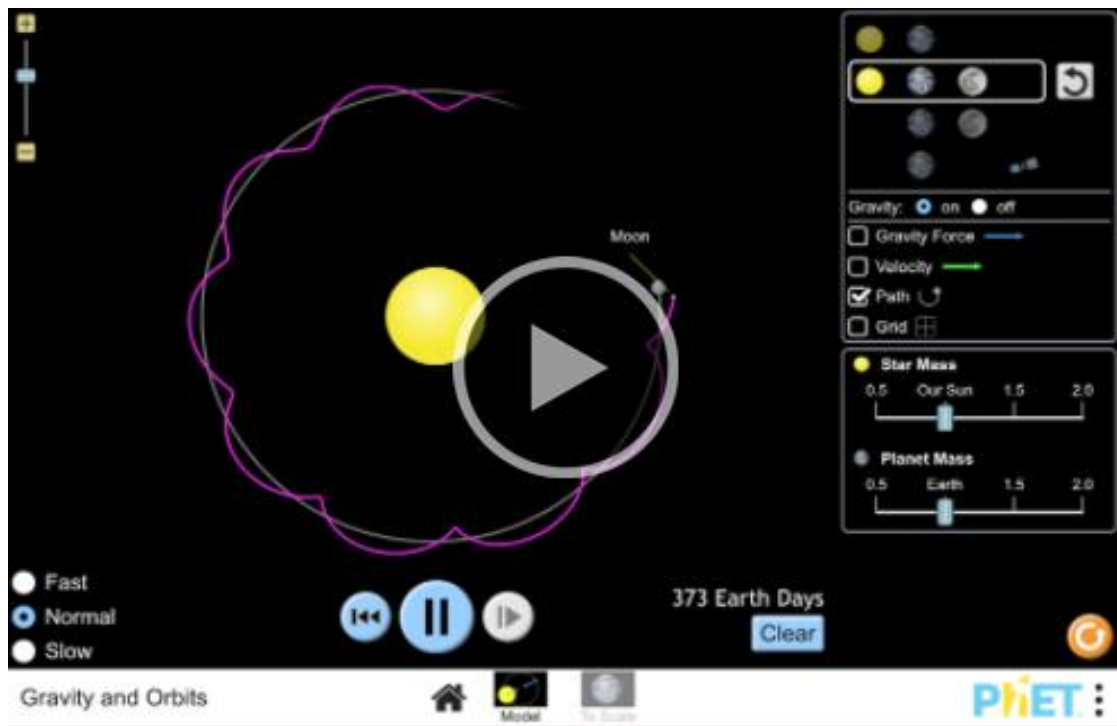 Moon
Gravity: on off
Gravity Force
Velocity
Path
Grid
Star Mass
0.5 Our Sun 1.5 2.0
Planet Mass
0.5 Earth 1.5 2.0
Fast
Normal
Slow
373 Earth Days
Clear
Gravity and Orbits
Model
To Scale
PhET